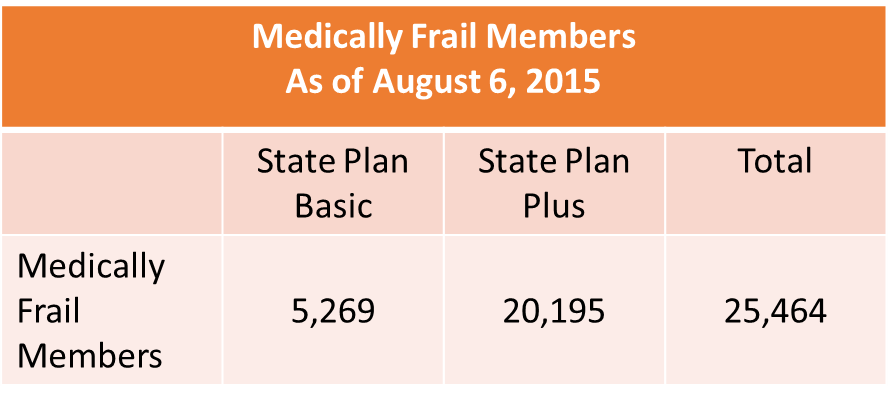 Medically Frail Members
As of August 6, 2015
State Plan
Basic
State Plan
Plus
Total
Medically
Frail
Members
5,269
20,195
25,464